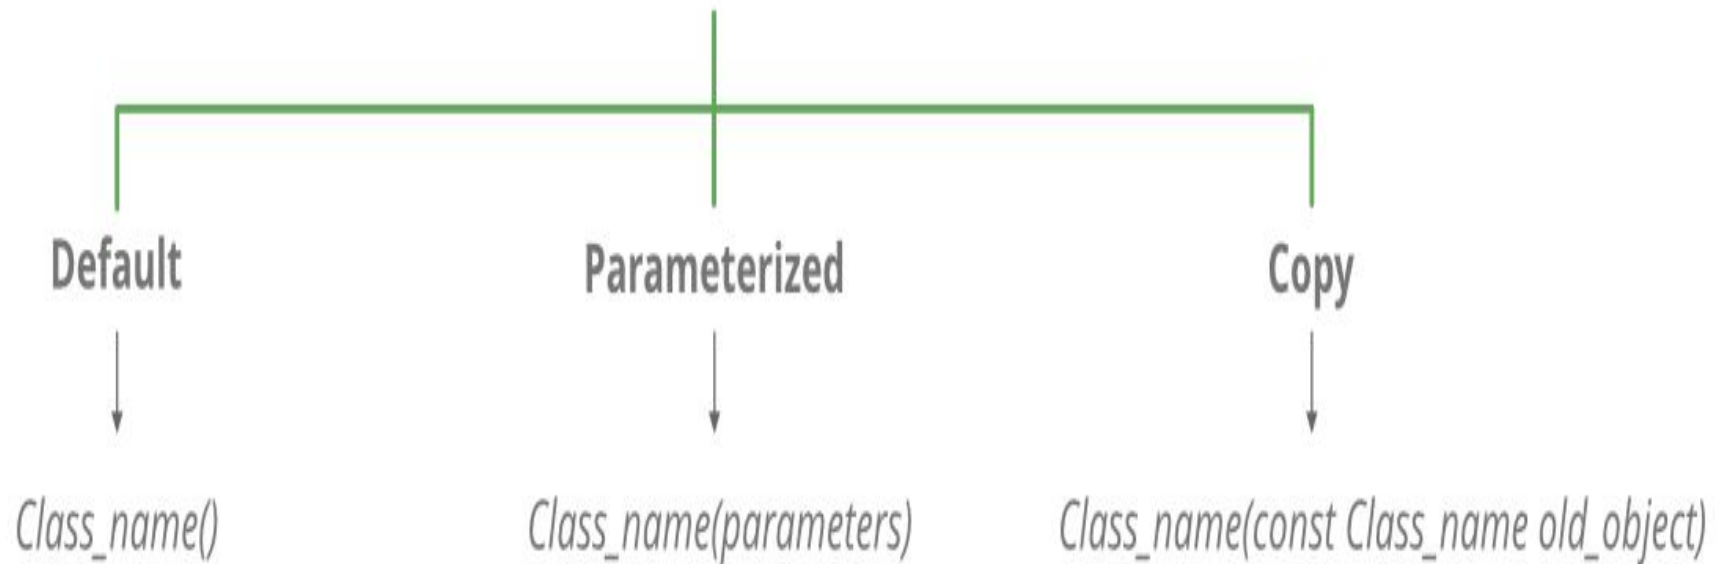 Default
Parameterized
Copy
Class_name()
Class_name(parameters)
Class_name(const Class_name old_object)